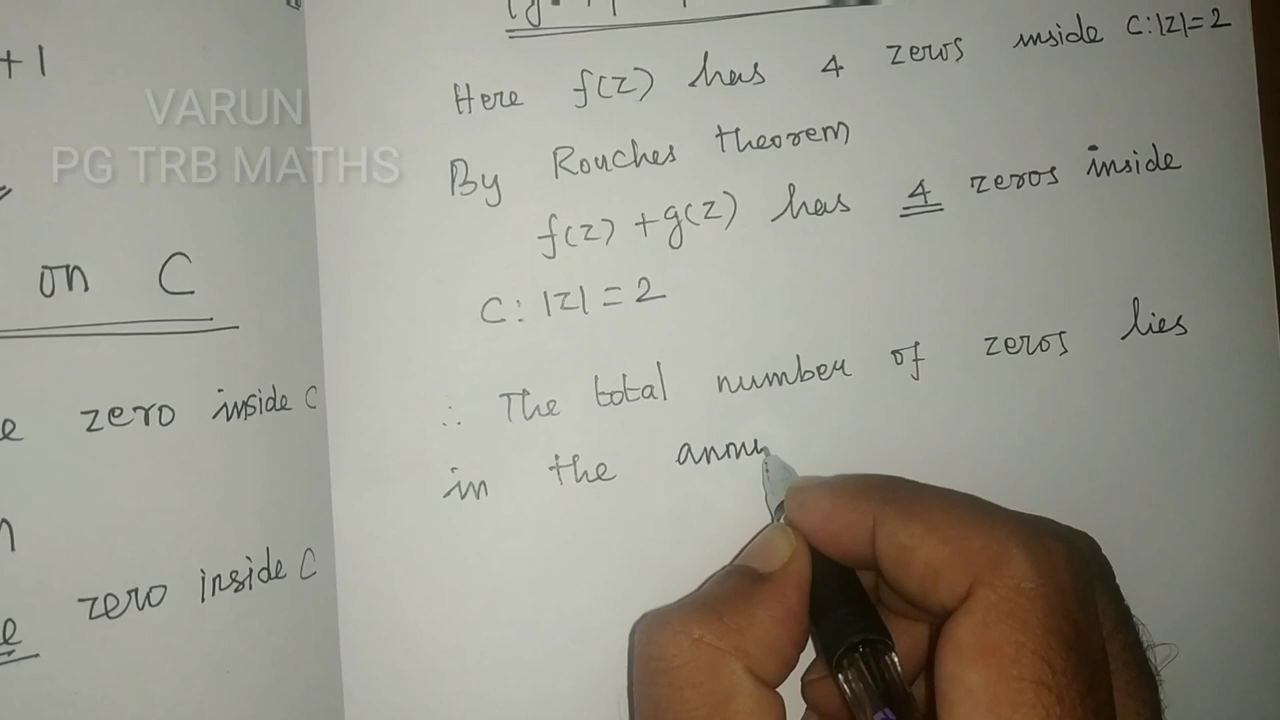 +1
VARUN
PG TRB MATHS
on C
zero inside C
zero inside C
Here f(z) has 4 zeros inside C:|z|=2
By Rouches theorem
f(z)+g(z) has 4 zeros inside
C: |z| = 2
∴ The total number of zeros lies
in the annu